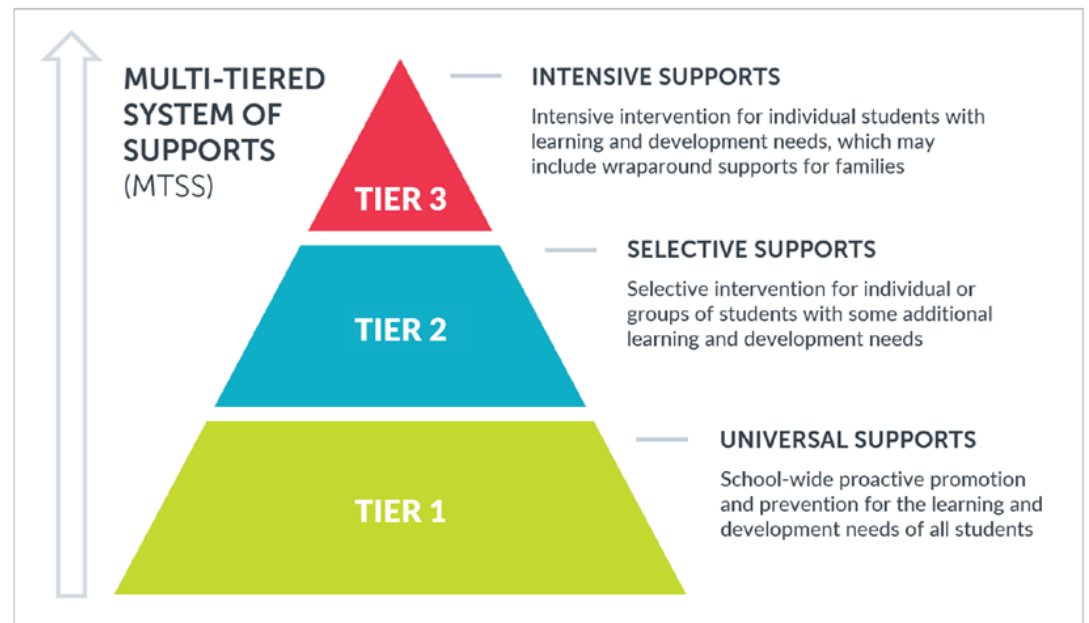 MULTI-TIERED
SYSTEM OF
SUPPORTS
(MTSS)
INTENSIVE SUPPORTS
Intensive intervention for individual students with
learning and development needs, which may
include wraparound supports for families
TIER 3
SELECTIVE SUPPORTS
Selective intervention for individual or
groups of students with some additional
learning and development needs
TIER 2
UNIVERSAL SUPPORTS
School-wide proactive promotion
and prevention for the learning and
development needs of all students
TIER 1